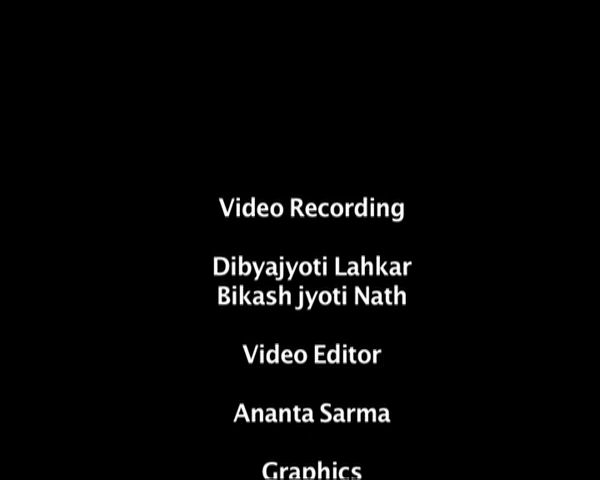 Video Recording
Dibyajyoti Lahkar
Bikash jyoti Nath
Video Editor
Ananta Sarma
Graphics